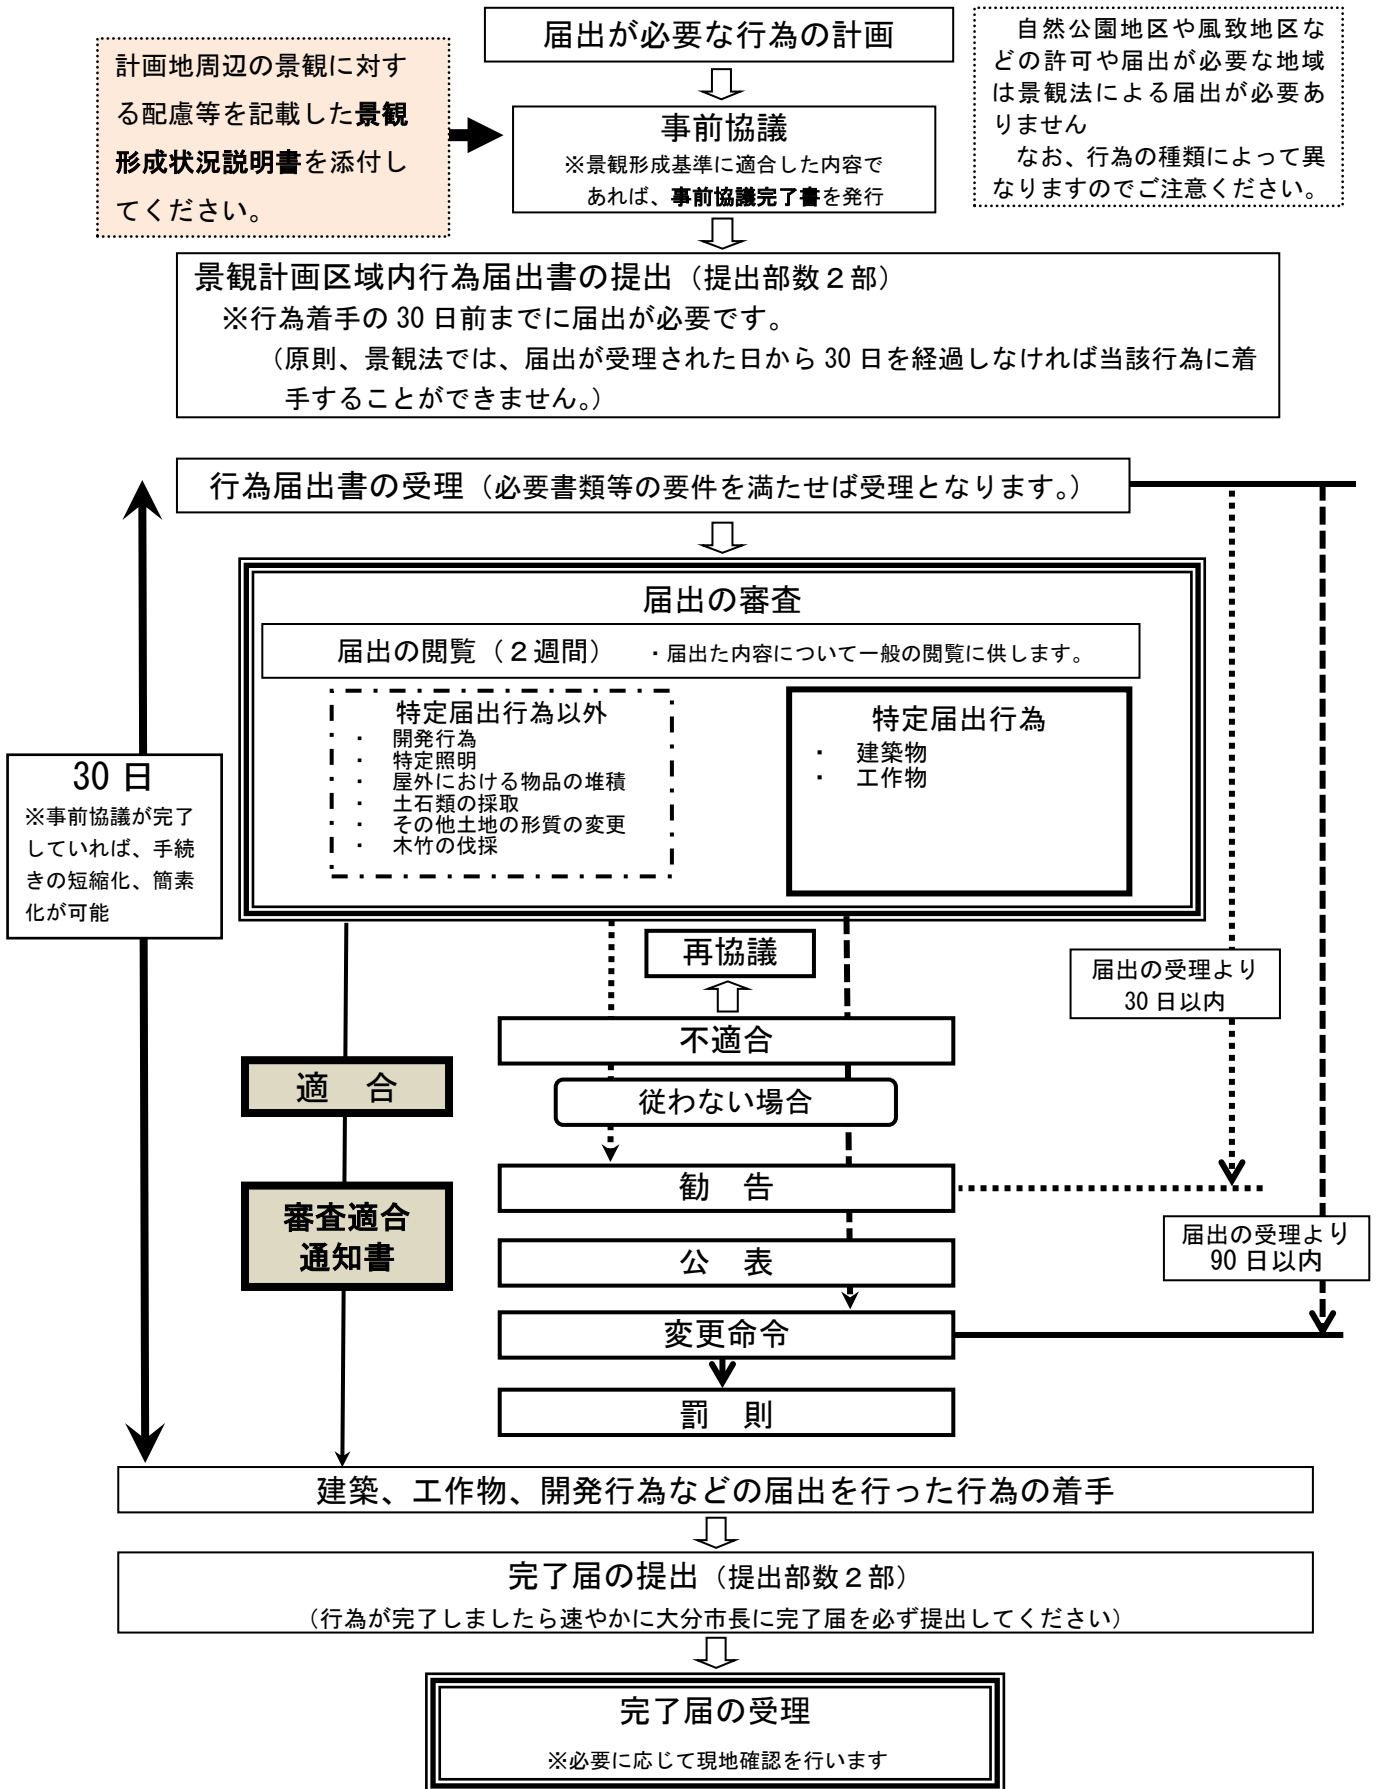 届出が必要な行為の計画
自然公園地区や風致地区な
どの許可や届出が必要な地域
は景観法による届出が必要あ
りません
なお、行為の種類によって異
なりますのでご注意ください。
計画地周辺の景観に対す
る配慮等を記載した景観
形成状況説明書を添付し
てください。
事前協議
※景観形成基準に適合した内容で
あれば、事前協議完了書を発行
景観計画区域内行為届出書の提出（提出部数２部）
※行為着手の 30 日前までに届出が必要です。
（原則、景観法では、届出が受理された日から 30 日を経過しなければ当該行為に着
手することができません。）
行為届出書の受理（必要書類等の要件を満たせば受理となります。）
届出の審査
届出の閲覧（２週間） ・届出た内容について一般の閲覧に供します。
特定届出行為以外
・ 開発行為
・ 特定照明
・ 屋外における物品の堆積
・ 土石類の採取
・ その他土地の形質の変更
・ 木竹の伐採
特定届出行為
・ 建築物
・ 工作物
30 日
※事前協議が完了
していれば、手続
きの短縮化、簡素
化が可能
再協議
届出の受理より
30 日以内
不適合
適 合
従わない場合
勧 告
審査適合
通知書
届出の受理より
90 日以内
公 表
変更命令
罰 則
建築、工作物、開発行為などの届出を行った行為の着手
完了届の提出（提出部数２部）
（行為が完了しましたら速やかに大分市長に完了届を必ず提出してください）
完了届の受理
※必要に応じて現地確認を行います